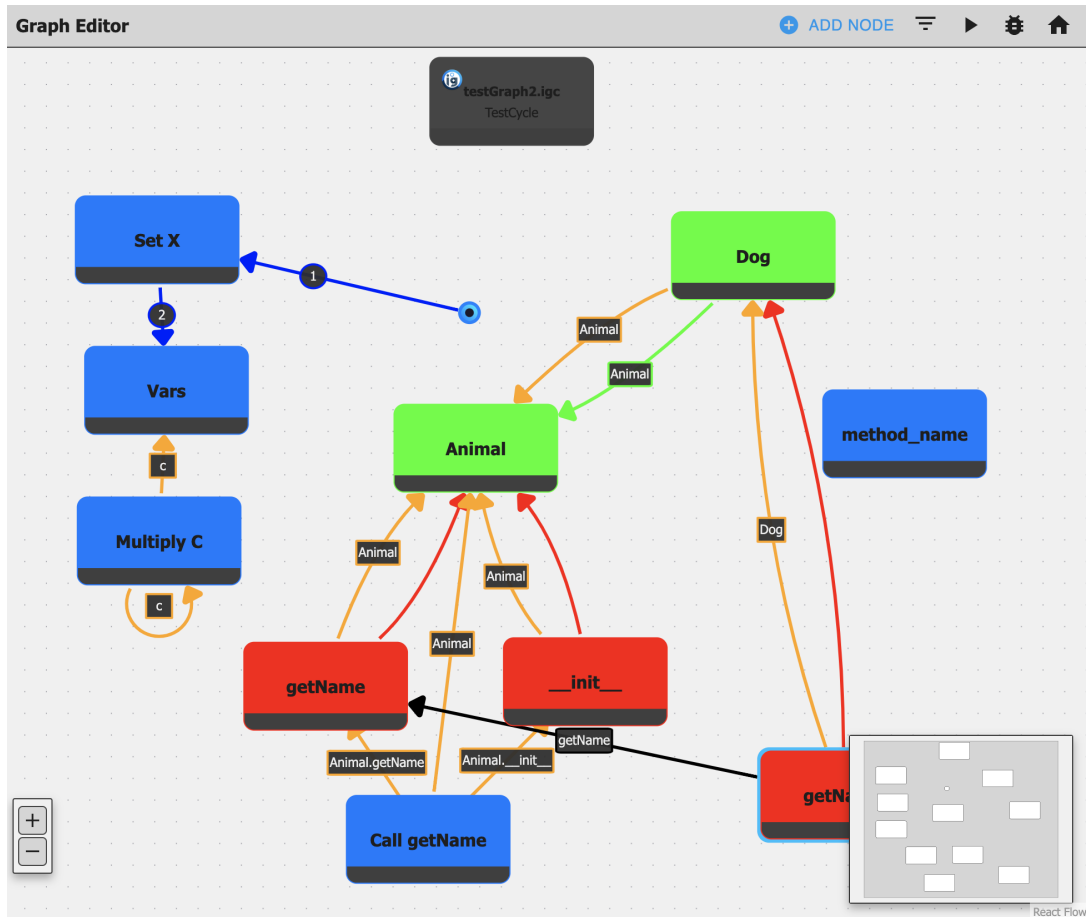 Graph Editor
ADD NODE
ig
testGraph2.igc
TestCycle
Set X
Dog
1
2
Animal
Animal
Vars
method_name
Animal
c
Multiply C
Dog
Animal
Animal
c
Animal
getName
__init__
getName
Animal.getName
Animal.__init__
Call getName
+
−
React Flow